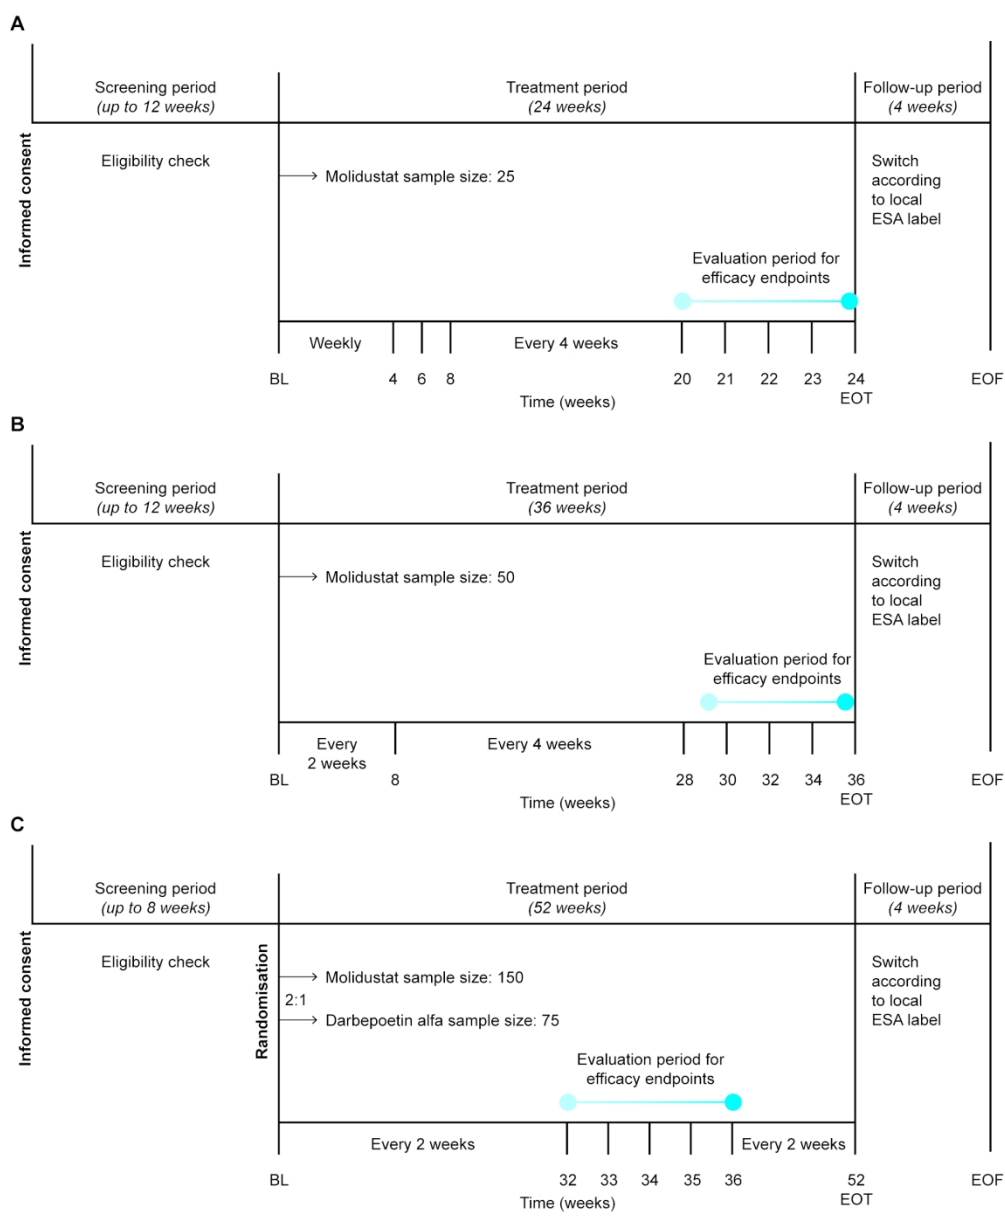 A
Screening period
(up to 12 weeks)
Treatment period
(24 weeks)
Follow-up period
(4 weeks)
Informed consent
Eligibility check
Molidustat sample size: 25
Switch
according
to local
ESA label
Evaluation period for
efficacy endpoints
Weekly
Every 4 weeks
BL 4 6 8 20 21 22 23 24 EOF
EOT
Time (weeks)
B
Screening period
(up to 12 weeks)
Treatment period
(36 weeks)
Follow-up period
(4 weeks)
Informed consent
Eligibility check
Molidustat sample size: 50
Switch
according
to local
ESA label
Evaluation period for
efficacy endpoints
Every
2 weeks
Every 4 weeks
BL 8 28 30 32 34 36 EOF
EOT
Time (weeks)
C
Screening period
(up to 8 weeks)
Treatment period
(52 weeks)
Follow-up period
(4 weeks)
Informed consent
Eligibility check
Randomisation
Molidustat sample size: 150
2:1
Darbepoetin alfa sample size: 75
Switch
according
to local
ESA label
Evaluation period for
efficacy endpoints
Every 2 weeks
Every 2 weeks
BL 32 33 34 35 36 52 EOF
EOT
Time (weeks)